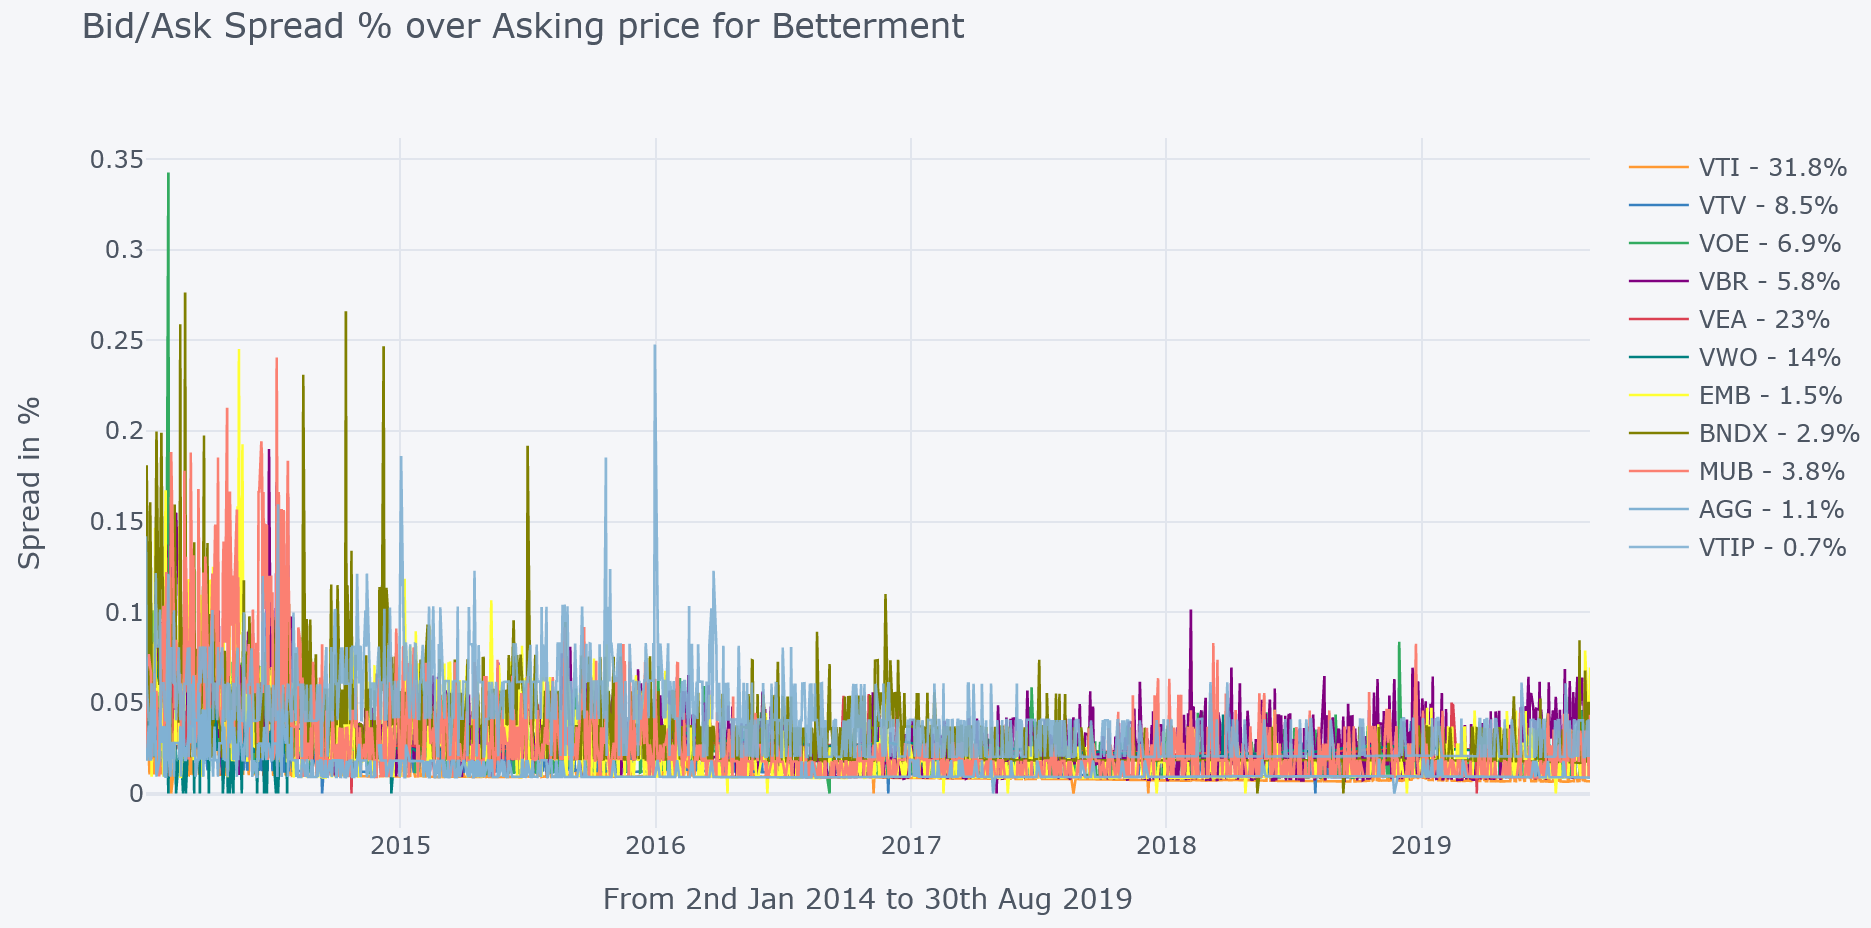 Bid/Ask Spread % over Asking price for Betterment
Spread in %
0.35
0.3
0.25
0.2
0.15
0.1
0.05
0
2015
2016
2017
2018
2019
From 2nd Jan 2014 to 30th Aug 2019
VTI - 31.8%
VTV - 8.5%
VOE - 6.9%
VBR - 5.8%
VEA - 23%
VWO - 14%
EMB - 1.5%
BNDX - 2.9%
MUB - 3.8%
AGG - 1.1%
VTIP - 0.7%